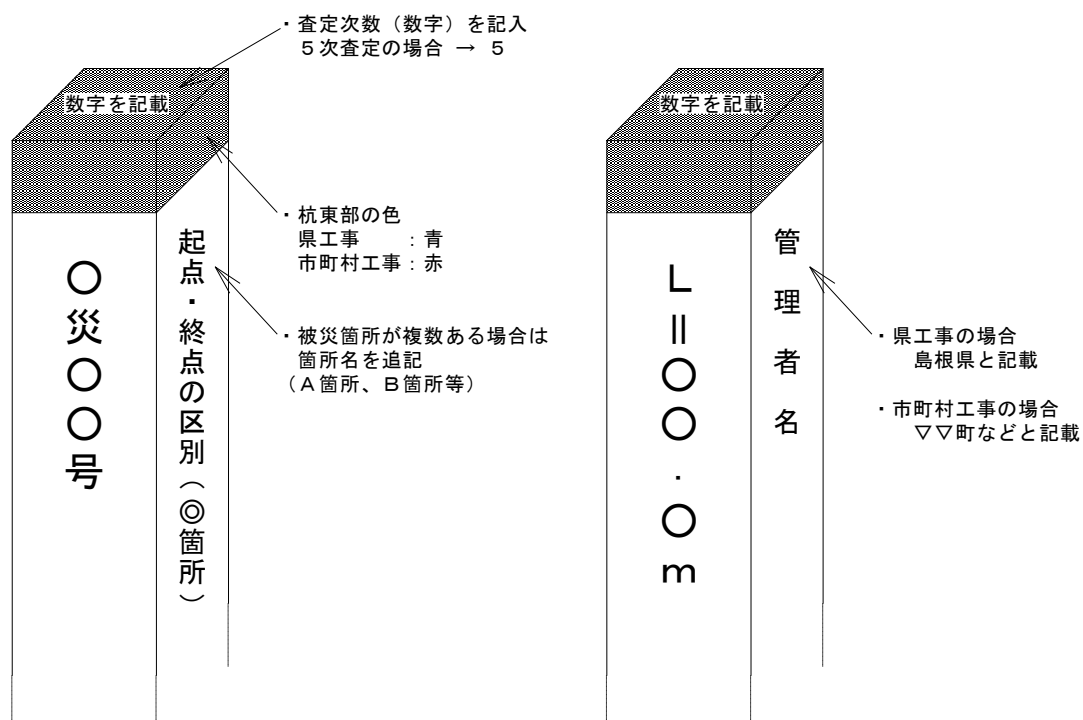 ・査定次数（数字）を記入
５次査定の場合 → ５
数字を記載
・杭東部の色
県工事　　：青
市町村工事：赤
・被災箇所が複数ある場合は
箇所名を追記
（Ａ箇所、Ｂ箇所等）
〇災〇〇号
起点・終点の区別（◎箇所）
数字を記載
Ｌ＝〇〇．〇ｍ
管理者名
・県工事の場合
島根県と記載
・市町村工事の場合
▽▽町などと記載